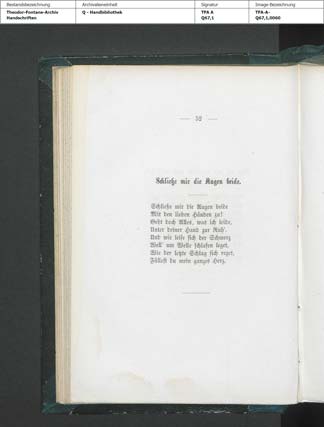 Bestandsbezeichnung Archivalieneinheit Signatur Image-Bezeichnung
Theodor-Fontane-Archiv Q - Handbibliothek TFA A TFA-A-
Handschriften Q67,1 Q67,1,0060
— 52 —
Schließe mir die Augen beide.
Schließe mir die Augen beide
Mit den lieben Händen zu!
Geht doch Alles, was ich leide,
Unter deiner Hand zur Ruh'.
Und wie leise sich der Schmerz
Well' um Welle schlafen leget,
Wie der letzte Schlag sich reget,
Füllest du mein ganzes Herz.